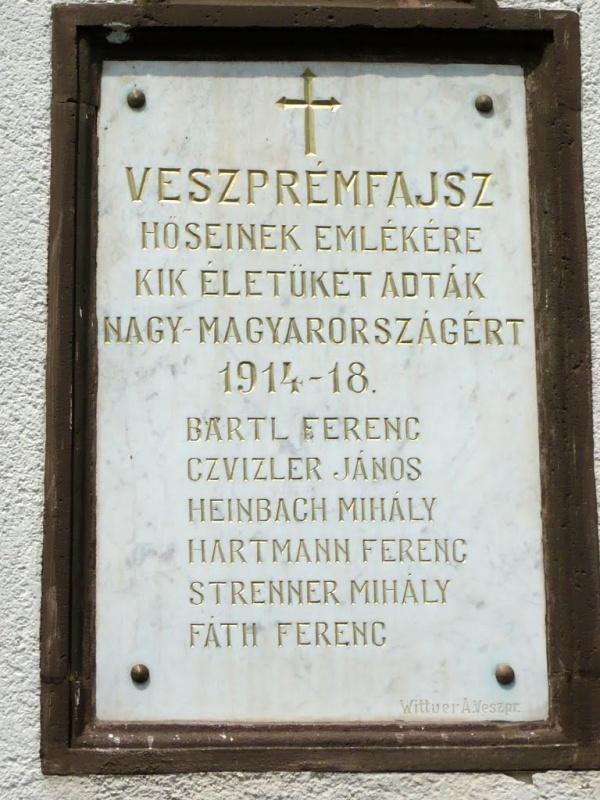 VESZPRÉMFAJSZ
HŐSEINEK EMLÉKÉRE
KIK ÉLETÜKET ADTÁK
NAGY-MAGYARORSZÁGÉRT
1914-18.
BARTL FERENC
CZVIZLER JÁNOS
HEINBACH MIHÁLY
HARTMANN FERENC
STRENNER MIHÁLY
FÁTH FERENC
Wittver A. Veszpr.